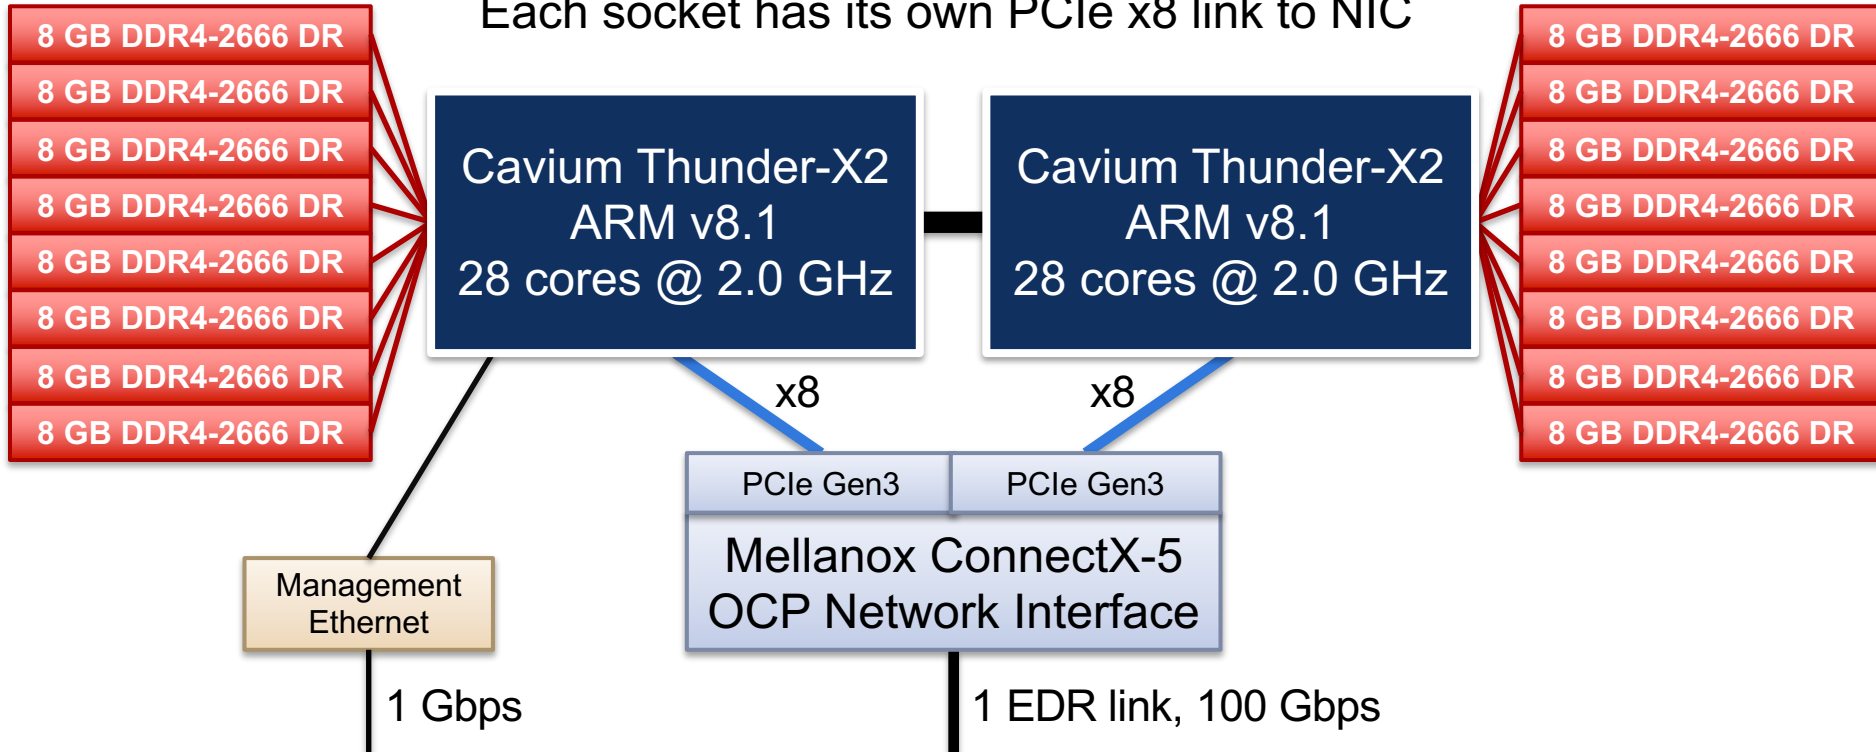 Each socket has its own PCIe x8 link to NIC
8 GB DDR4-2666 DR
8 GB DDR4-2666 DR
8 GB DDR4-2666 DR
8 GB DDR4-2666 DR
8 GB DDR4-2666 DR
8 GB DDR4-2666 DR
8 GB DDR4-2666 DR
8 GB DDR4-2666 DR
Cavium Thunder-X2
ARM v8.1
28 cores @ 2.0 GHz
Cavium Thunder-X2
ARM v8.1
28 cores @ 2.0 GHz
8 GB DDR4-2666 DR
8 GB DDR4-2666 DR
8 GB DDR4-2666 DR
8 GB DDR4-2666 DR
8 GB DDR4-2666 DR
8 GB DDR4-2666 DR
8 GB DDR4-2666 DR
8 GB DDR4-2666 DR
x8
x8
PCIe Gen3
PCIe Gen3
Mellanox ConnectX-5
OCP Network Interface
Management
Ethernet
1 Gbps
1 EDR link, 100 Gbps